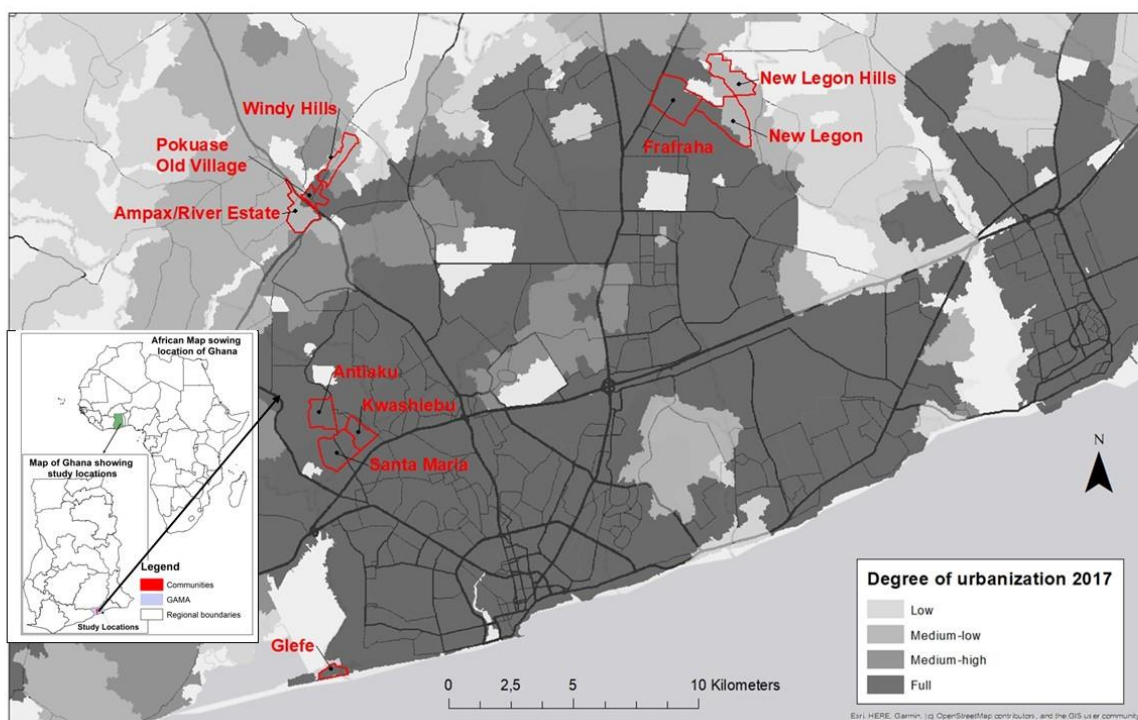 New Legon Hills
Windy Hills
Pokuase
Old Village
New Legon
Frafraha
Ampax/River Estate
African Map sowing
location of Ghana
Antiaku
Kwashiebu
Santa Maria
Map of Ghana showing
study locations
N
Legend
Communities
GAMA
Regional boundaries
Study Locations
Degree of urbanization 2017
Low
Medium-low
Medium-high
Full
Glefe
0 2,5 5 10 Kilometers
Esri, HERE, Garmin, (c) OpenStreetMap contributors, and the GIS user community